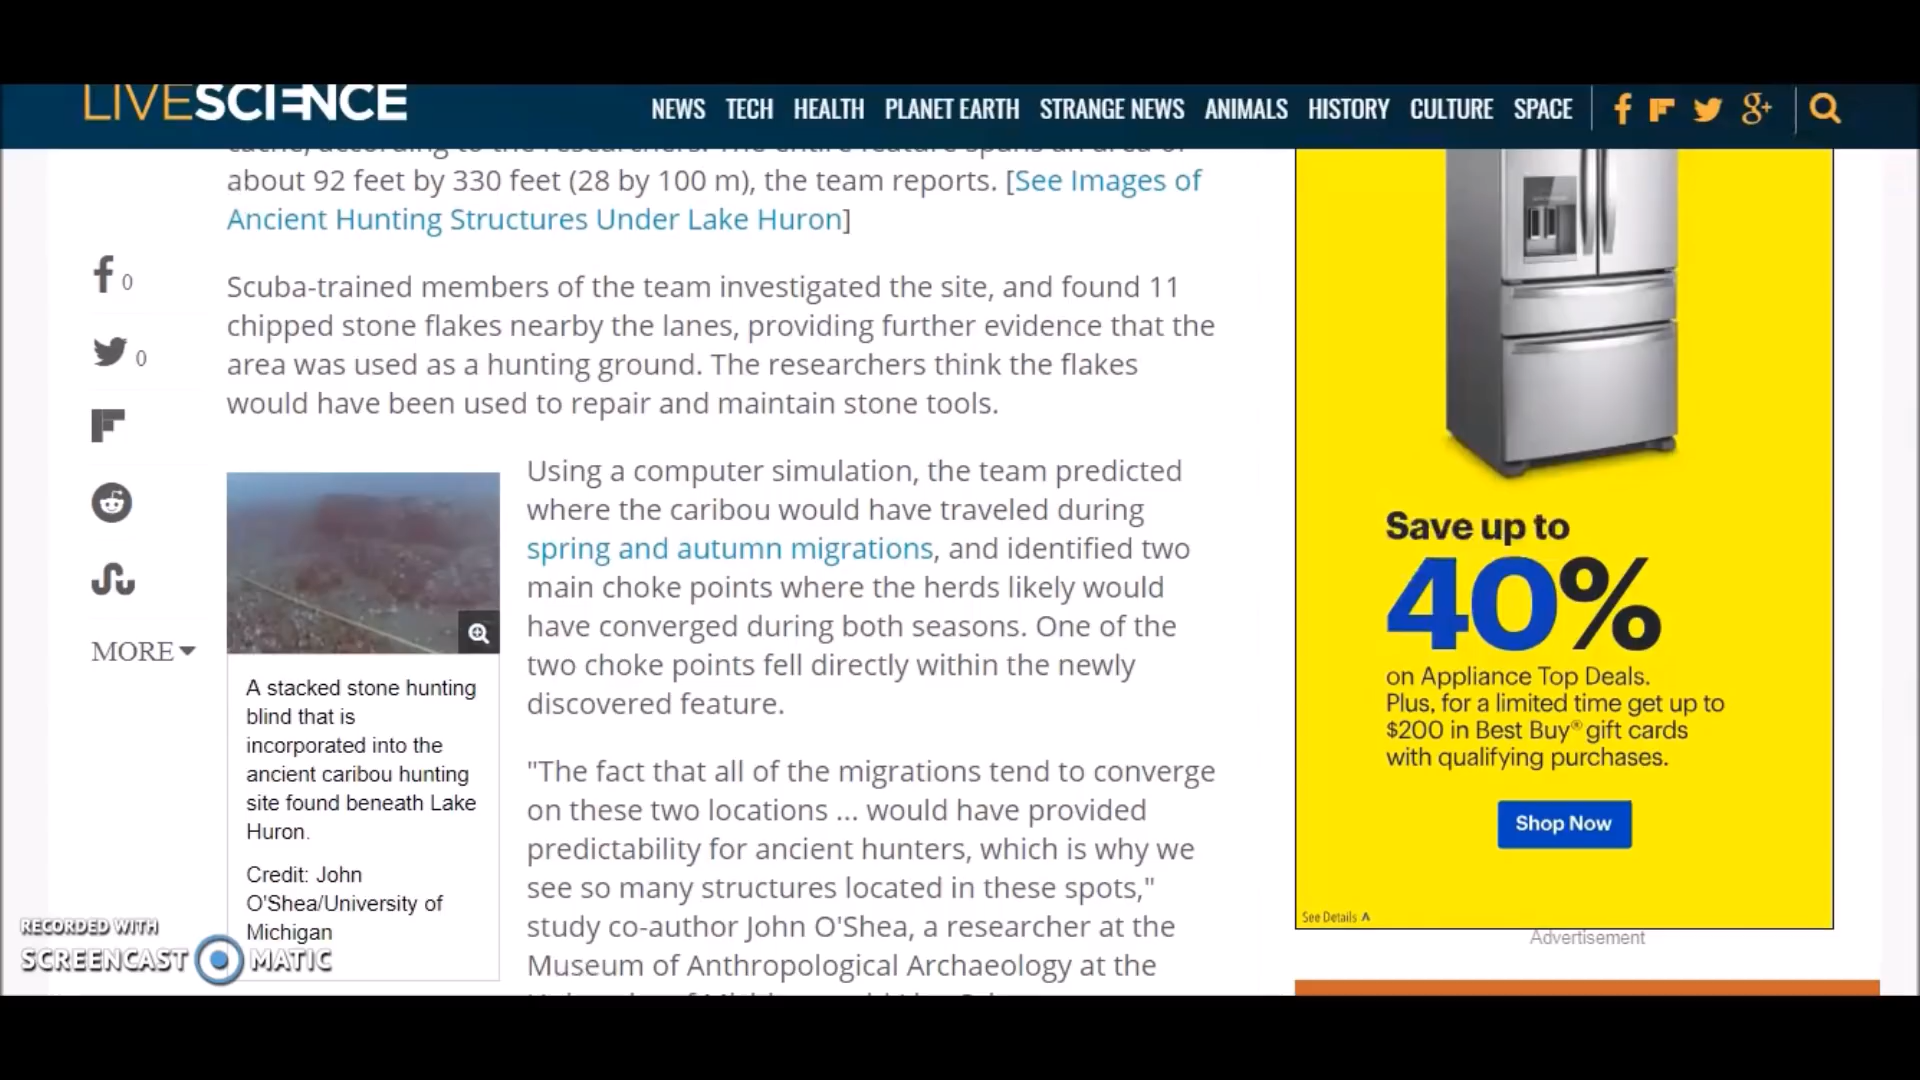 LIVESCIENCE
NEWS TECH HEALTH PLANET EARTH STRANGE NEWS ANIMALS HISTORY CULTURE SPACE
about 92 feet by 330 feet (28 by 100 m), the team reports. [See Images of
Ancient Hunting Structures Under Lake Huron]
0
0
MORE
Scuba-trained members of the team investigated the site, and found 11
chipped stone flakes nearby the lanes, providing further evidence that the
area was used as a hunting ground. The researchers think the flakes
would have been used to repair and maintain stone tools.
A stacked stone hunting
blind that is
incorporated into the
ancient caribou hunting
site found beneath Lake
Huron.
Credit: John
O'Shea/University of
Michigan
Using a computer simulation, the team predicted
where the caribou would have traveled during
spring and autumn migrations, and identified two
main choke points where the herds likely would
have converged during both seasons. One of the
two choke points fell directly within the newly
discovered feature.
"The fact that all of the migrations tend to converge
on these two locations ... would have provided
predictability for ancient hunters, which is why we
see so many structures located in these spots,"
study co-author John O'Shea, a researcher at the
Museum of Anthropological Archaeology at the
Save up to
40%
on Appliance Top Deals.
Plus, for a limited time get up to
$200 in Best Buy® gift cards
with qualifying purchases.
Shop Now
See Details
Advertisement
RECORDED WITH
SCREENCAST MATIC